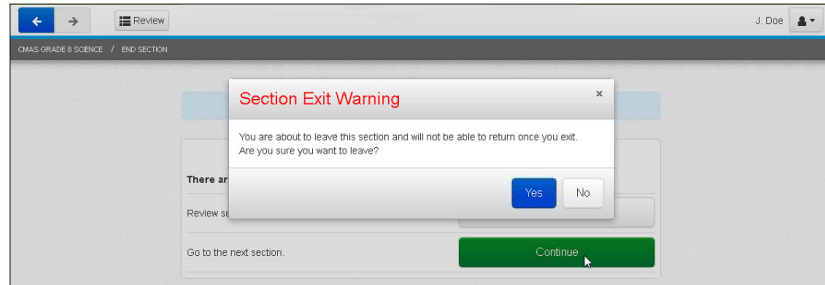 Review
J. Doe
CMAS GRADE 8 SCIENCE / END SECTION
Section Exit Warning
×
You are about to leave this section and will not be able to return once you exit.
Are you sure you want to leave?
There ar
Yes No
Review se
Go to the next section. Continue